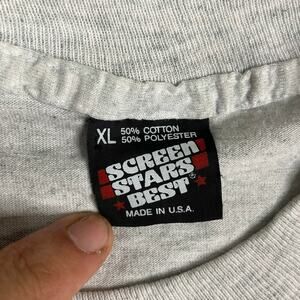 XL 50% COTTON
50% POLYESTER
SCREEN
STARS
BEST®
MADE IN U.S.A.